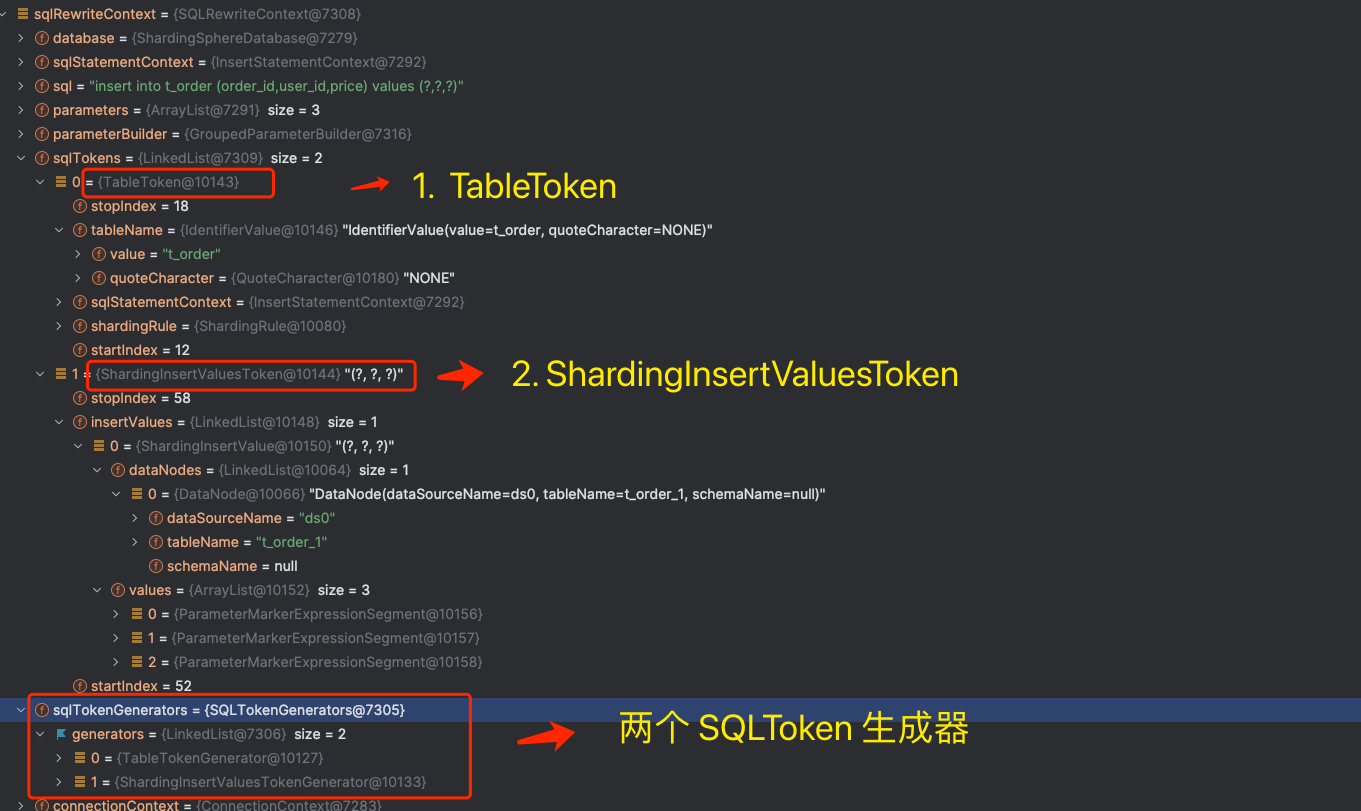 sqlRewriteContext = {SQLRewriteContext@7308}
database = {ShardingSphereDatabase@7279}
sqlStatementContext = {InsertStatementContext@7292}
sql = "insert into t_order (order_id,user_id,price) values (?,?,?)"
parameters = {ArrayList@7291} size = 3
parameterBuilder = {GroupedParameterBuilder@7316}
sqlTokens = {LinkedList@7309} size = 2
0 = {TableToken@10143}
1. TableToken
stopIndex = 18
tableName = {IdentifierValue@10146} "IdentifierValue(value=t_order, quoteCharacter=NONE)"
value = "t_order"
quoteCharacter = {QuoteCharacter@10180} "NONE"
sqlStatementContext = {InsertStatementContext@7292}
shardingRule = {ShardingRule@10080}
startIndex = 12
1 = {ShardingInsertValuesToken@10144} "(?, ?, ?)"
2. ShardingInsertValuesToken
stopIndex = 58
insertValues = {LinkedList@10148} size = 1
0 = {ShardingInsertValue@10150} "(?, ?, ?)"
dataNodes = {LinkedList@10064} size = 1
0 = {DataNode@10066} "DataNode(dataSourceName=ds0, tableName=t_order_1, schemaName=null)"
dataSourceName = "ds0"
tableName = "t_order_1"
schemaName = null
values = {ArrayList@10152} size = 3
0 = {ParameterMarkerExpressionSegment@10156}
1 = {ParameterMarkerExpressionSegment@10157}
2 = {ParameterMarkerExpressionSegment@10158}
startIndex = 52
sqlTokenGenerators = {SQLTokenGenerators@7305}
两个 SQLToken 生成器
generators = {LinkedList@7306} size = 2
0 = {TableTokenGenerator@10127}
1 = {ShardingInsertValuesTokenGenerator@10133}
connectionContext = {ConnectionContext@7283}